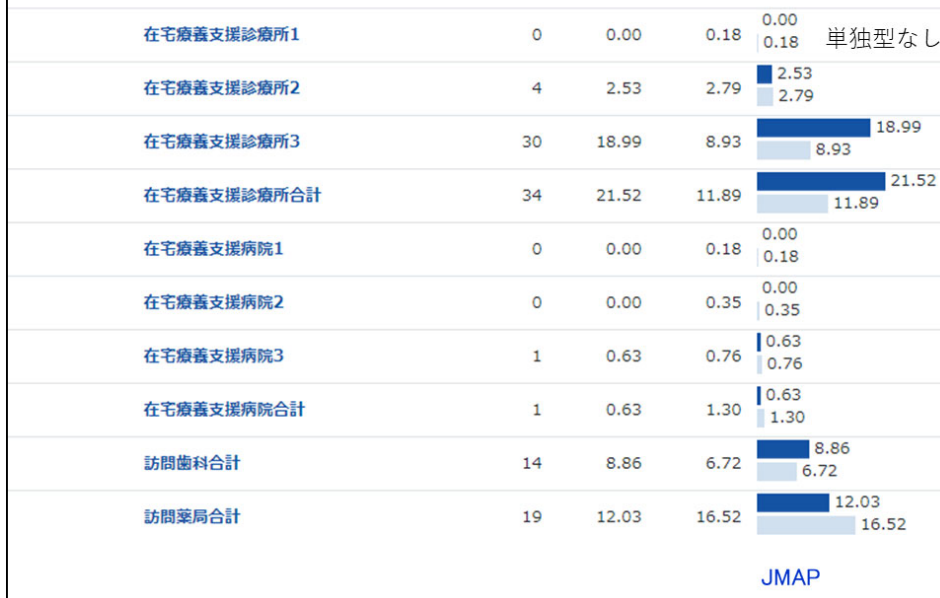 在宅療養支援診療所1 0 0.00 0.18 0.00
0.18 単独型なし
在宅療養支援診療所2 4 2.53 2.79 2.53
2.79
在宅療養支援診療所3 30 18.99 8.93 18.99
8.93
在宅療養支援診療所合計 34 21.52 11.89 21.52
11.89
在宅療養支援病院1 0 0.00 0.18 0.00
0.18
在宅療養支援病院2 0 0.00 0.35 0.00
0.35
在宅療養支援病院3 1 0.63 0.76 0.63
0.76
在宅療養支援病院合計 1 0.63 1.30 0.63
1.30
訪問歯科合計 14 8.86 6.72 8.86
6.72
訪問薬局合計 19 12.03 16.52 12.03
16.52
JMAP